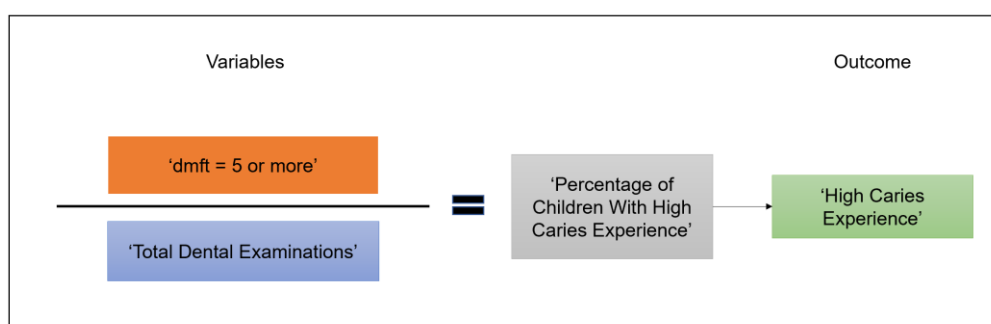 Variables
Outcome
‘dmft = 5 or more’
‘Total Dental Examinations’
‘Percentage of
Children With High
Caries Experience’
‘High Caries
Experience’